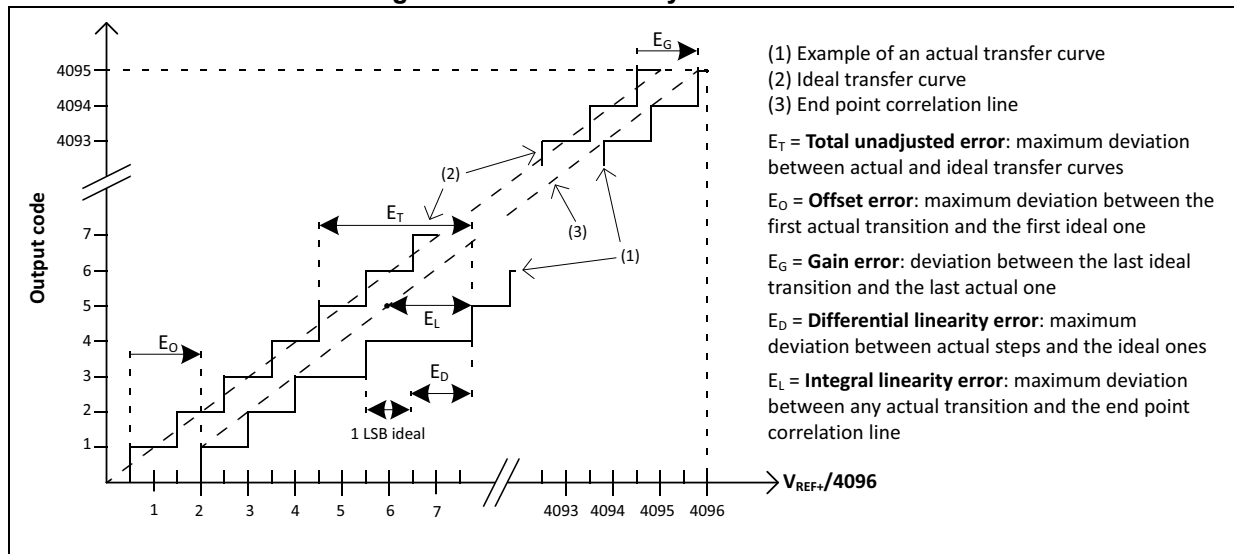 Output code
4095
4094
4093
7
6
5
4
3
2
1
E_G
(2)
E_T
(3)
(1)
E_L
E_O
E_D
1 LSB ideal
1 2 3 4 5 6 7 4093 4094 4095 4096
V_REF+/4096
(1) Example of an actual transfer curve
(2) Ideal transfer curve
(3) End point correlation line
E_T = Total unadjusted error: maximum deviation
between actual and ideal transfer curves
E_O = Offset error: maximum deviation between the
first actual transition and the first ideal one
E_G = Gain error: deviation between the last ideal
transition and the last actual one
E_D = Differential linearity error: maximum
deviation between actual steps and the ideal ones
E_L = Integral linearity error: maximum deviation
between any actual transition and the end point
correlation line